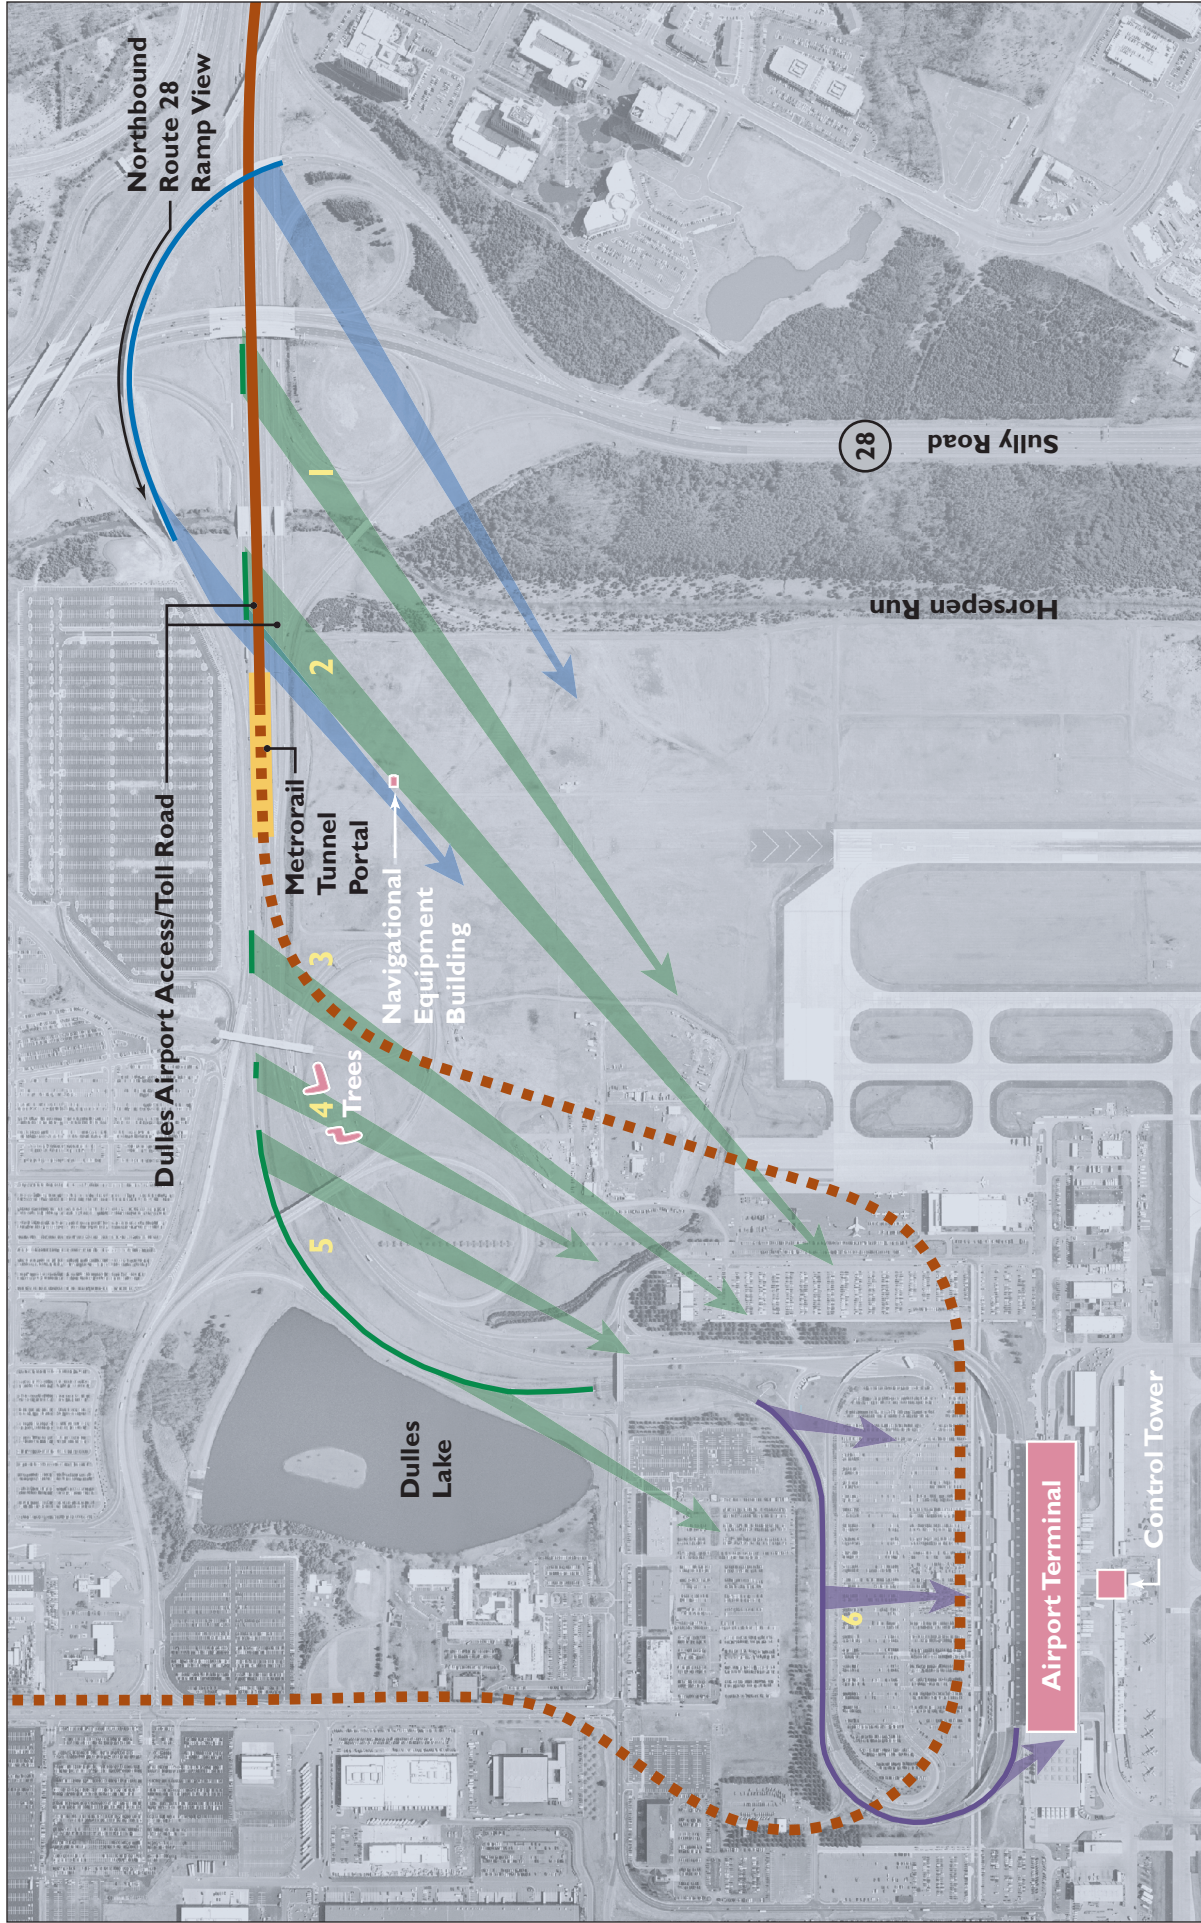 Northbound
Route 28
Ramp View
Dulles Airport Access/Toll Road
1
2
3
4
5
6
Metrorail
Tunnel
Portal
Navigational
Equipment
Building
Trees
28
Sully Road
Horsepen Run
Dulles
Lake
Airport Terminal
Control Tower